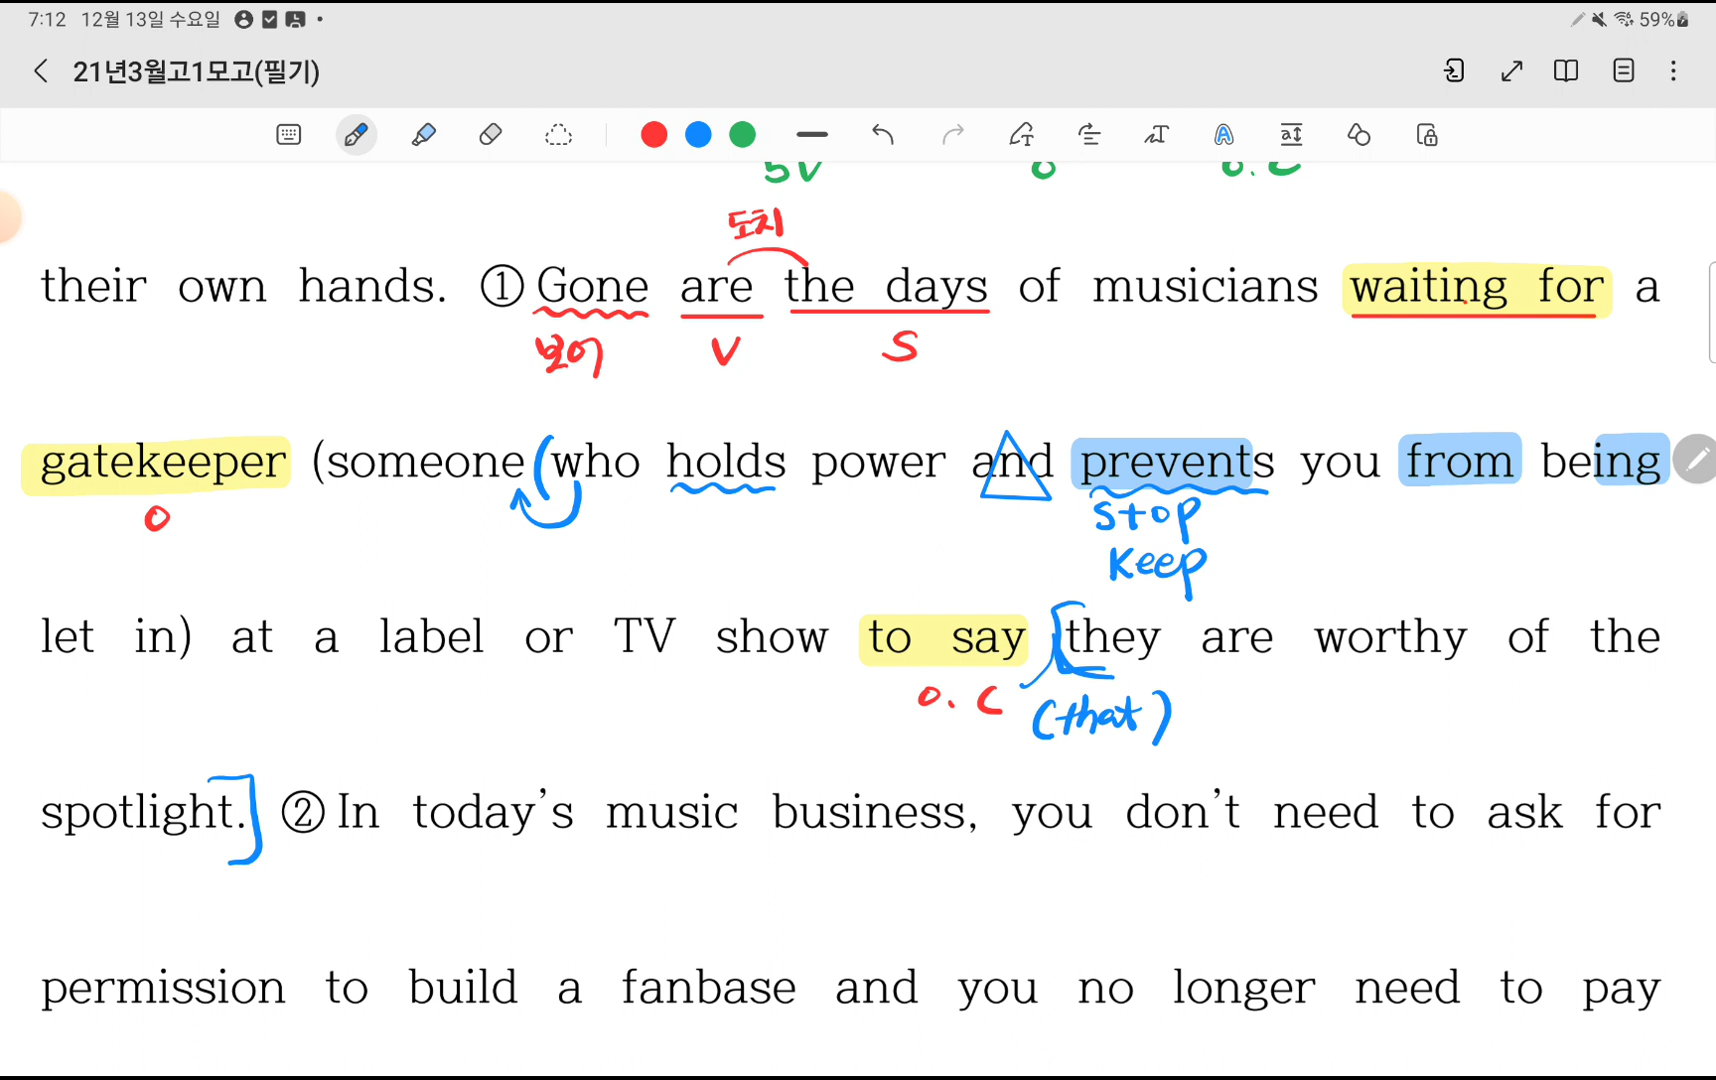 7:12 12월 13일 수요일 59%
21년3월고1모고(필기)
5V O O.C
도치
their own hands. ① Gone are the days of musicians waiting for a
보어 V S
gatekeeper (someone (who holds power and prevents you from being
O stop
keep
let in) at a label or TV show to say [they are worthy of the
O.C (that)
spotlight.] ② In today's music business, you don't need to ask for
permission to build a fanbase and you no longer need to pay